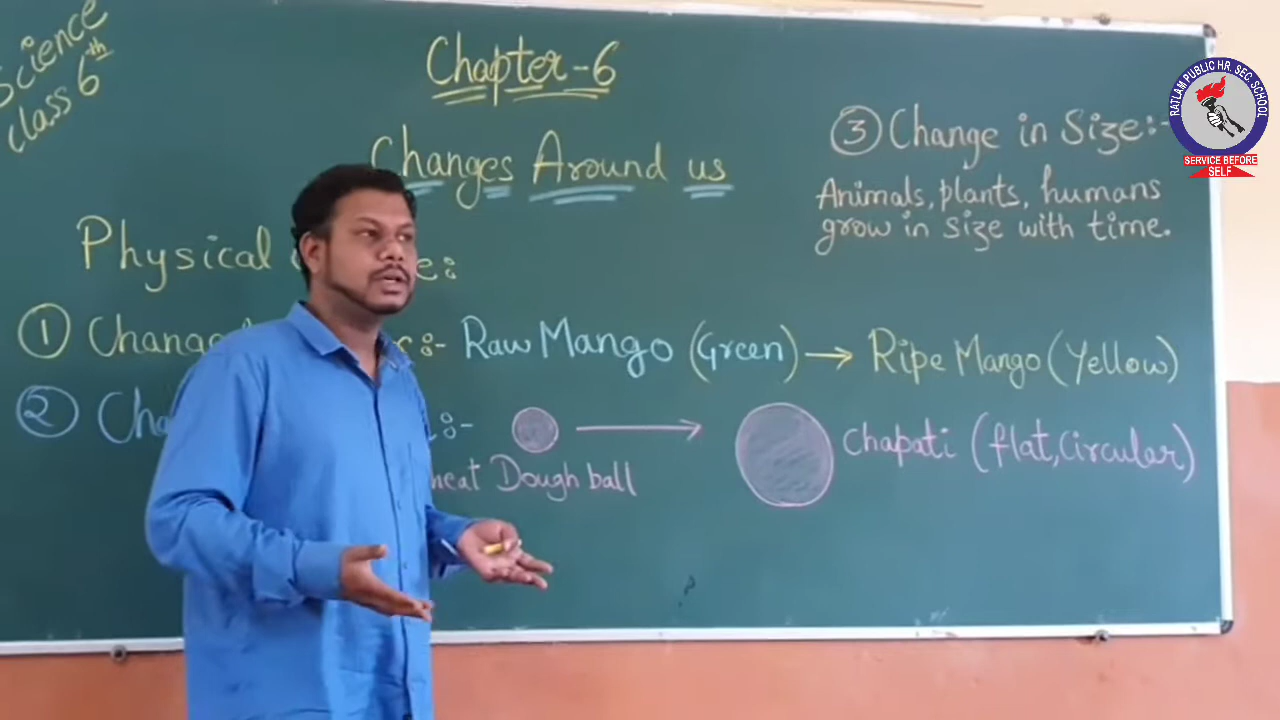 Science
class 6th
Chapter-6
Changes Around us
Physical
① Change :- Raw Mango (Green) → Ripe Mango (Yellow)
② :- → Chapati (flat, Circular)
Dough ball
③ Change in Size:-
Animals, plants, humans
grow in size with time.
RATLAM PUBLIC HR. SEC. SCHOOL
SERVICE BEFORE
SELF